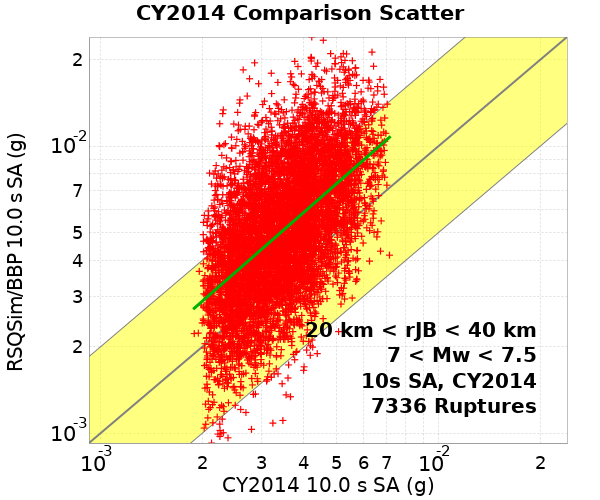 CY2014 Comparison Scatter
RSQSim/BBP 10.0 s SA (g)
2
10-2
7
5
4
3
2
10-3
20 km < rJB < 40 km
7 < Mw < 7.5
10s SA, CY2014
7336 Ruptures
10-3 2 3 4 5 6 7 10-2 2
CY2014 10.0 s SA (g)